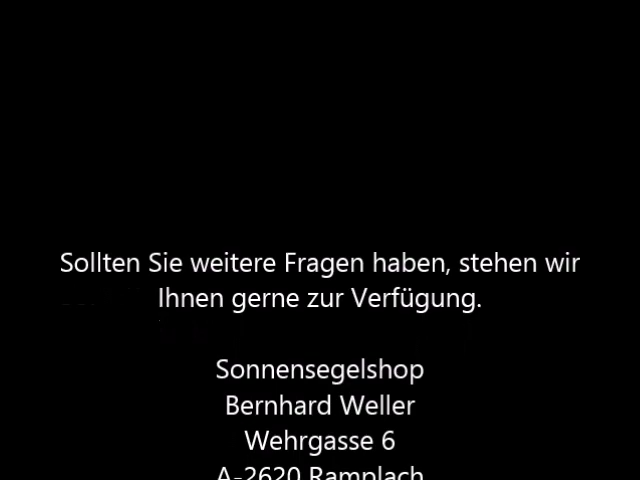 Sollten Sie weitere Fragen haben, stehen wir
Ihnen gerne zur Verfügung.
Sonnensegelshop
Bernhard Weller
Wehrgasse 6
A-2620 Ramplach